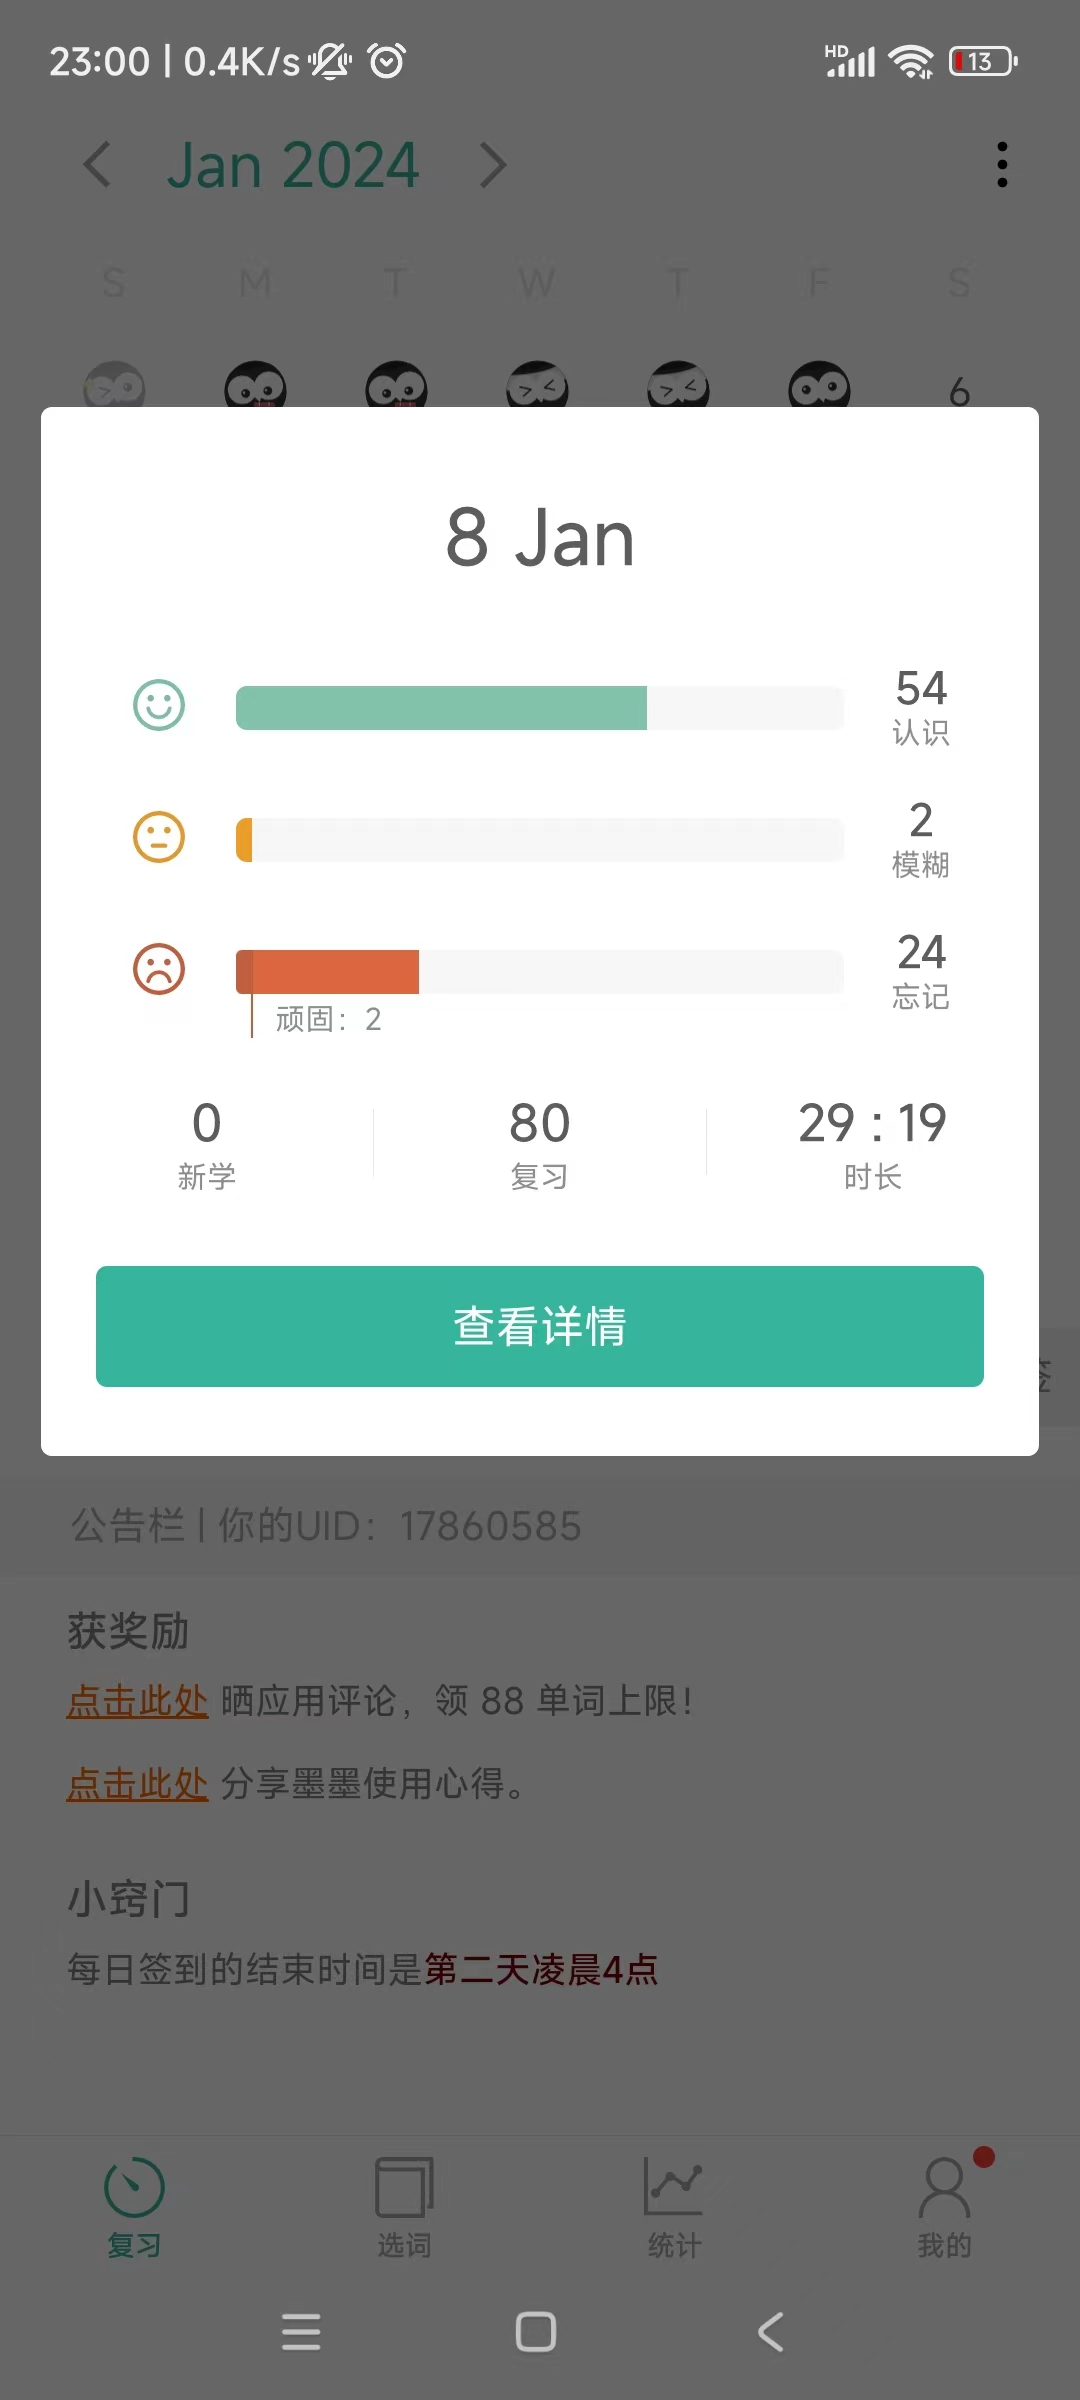 23:00 | 0.4K/s HD 13
Jan 2024
S M T W T F S
6
8 Jan
54
认识
2
模糊
24
忘记
顽固：2
0 80 29 : 19
新学 复习 时长
查看详情
公告栏 | 你的UID：17860585
获奖励
点击此处 晒应用评论，领 88 单词上限！
点击此处 分享墨墨使用心得。
小窍门
每日签到的结束时间是第二天凌晨4点
复习 选词 统计 我的